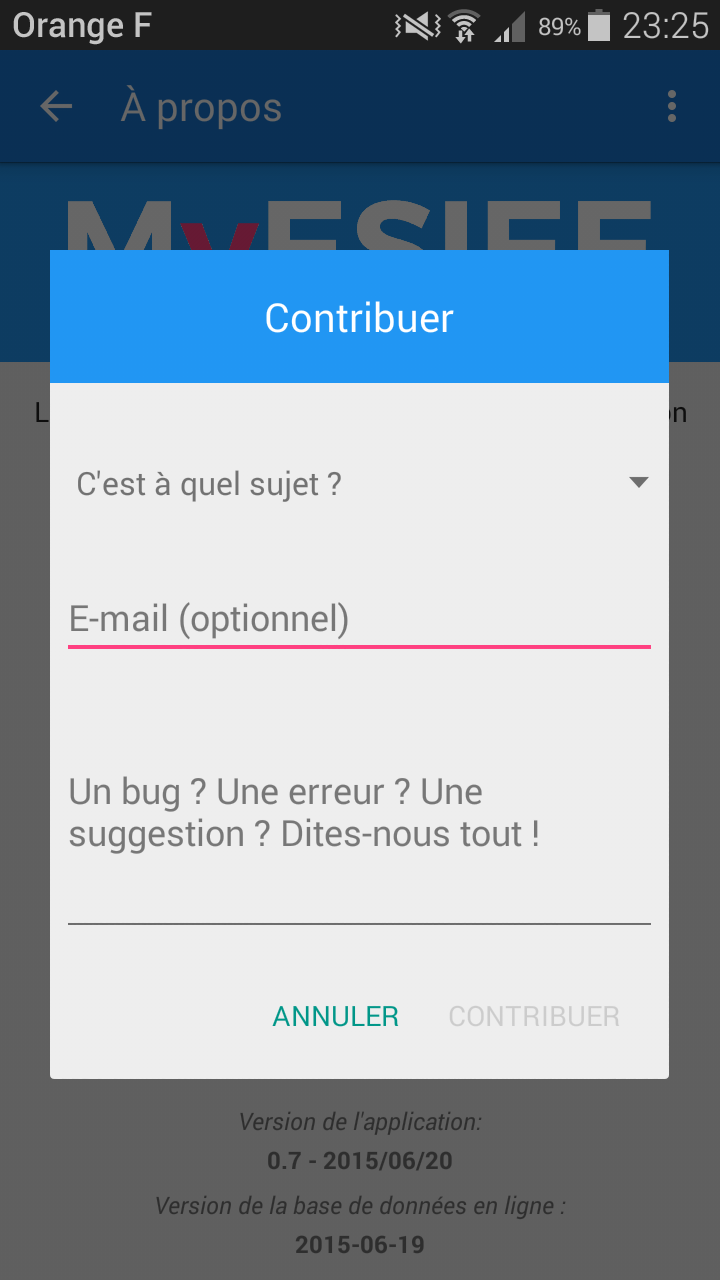 Orange F 89% 23:25
À propos
MyESIEE
Contribuer
C'est à quel sujet ?
E-mail (optionnel)
Un bug ? Une erreur ? Une
suggestion ? Dites-nous tout !
ANNULER CONTRIBUER
Version de l'application:
0.7 - 2015/06/20
Version de la base de données en ligne :
2015-06-19